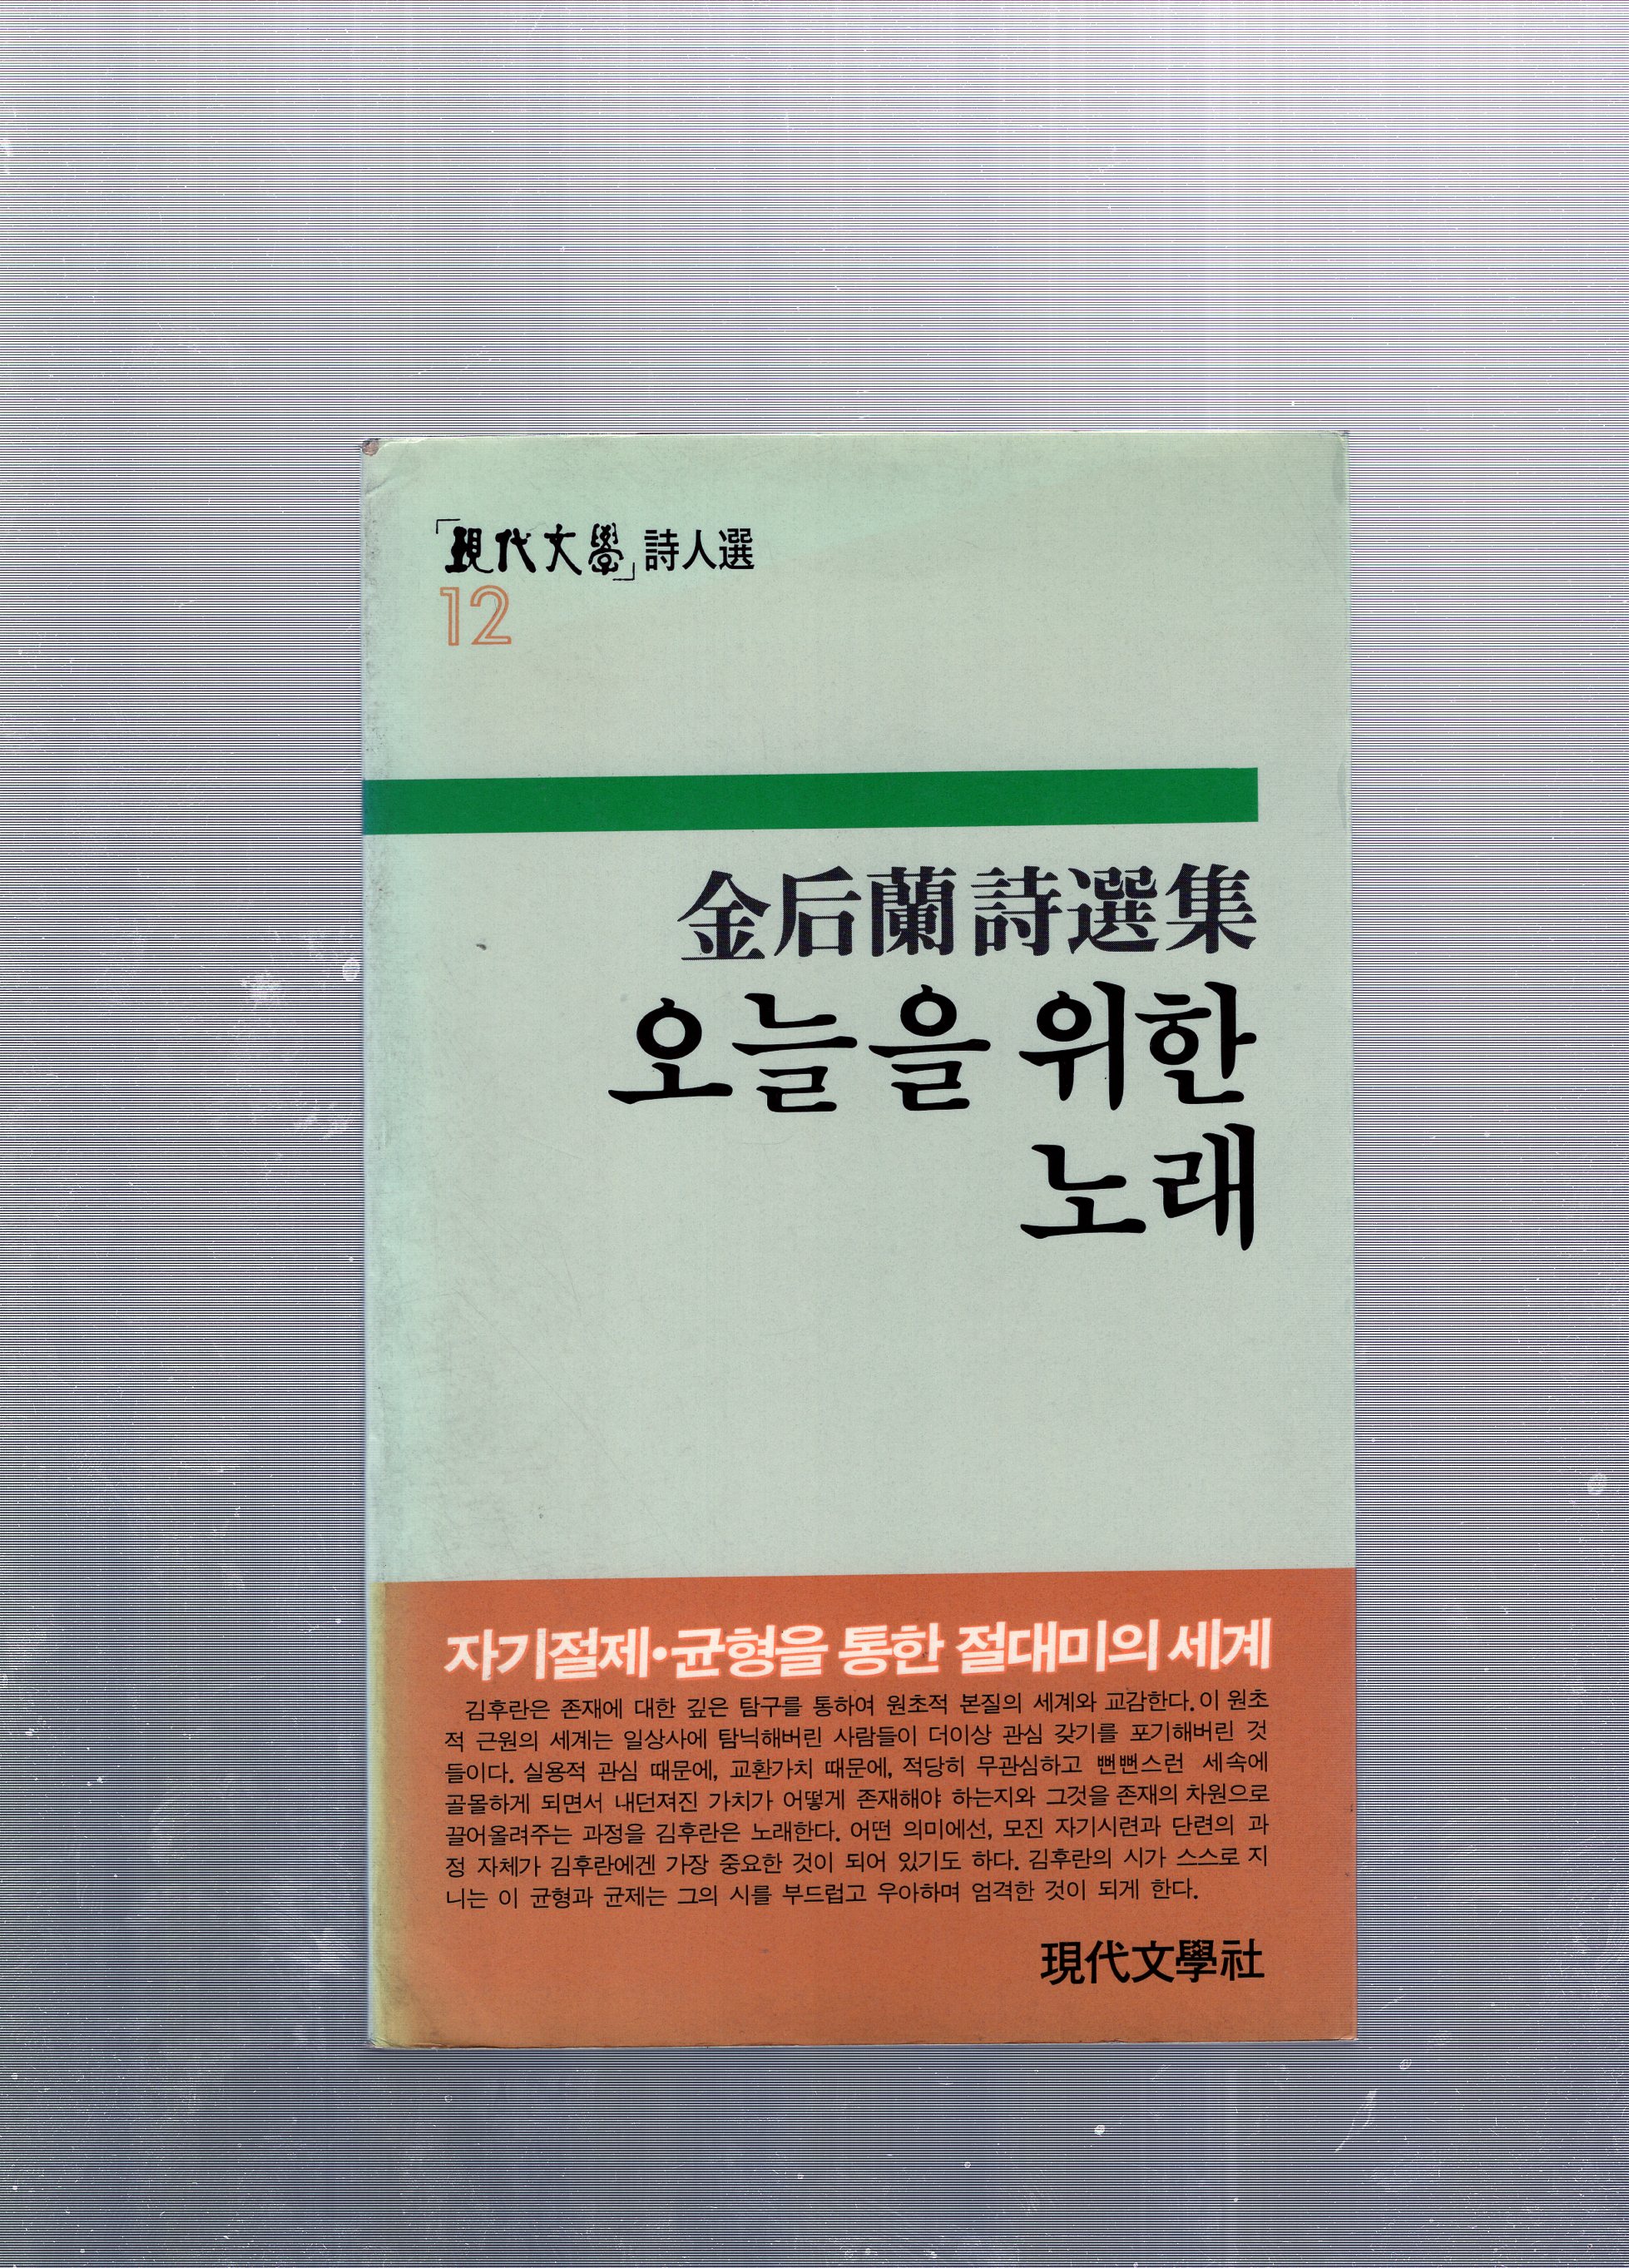 「現代文學」詩人選
12
金后蘭詩選集
오늘을 위한
노래
자기절제·균형을 통한 절대미의 세계
김후란은 존재에 대한 깊은 탐구를 통하여 원초적 본질의 세계와 교감한다. 이 원초
적 근원의 세계는 일상사에 탐닉해버린 사람들이 더이상 관심 갖기를 포기해버린 것
들이다. 실용적 관심 때문에, 교환가치 때문에, 적당히 무관심하고 뻔뻔스런 세속에
골몰하게 되면서 내던져진 가치가 어떻게 존재해야 하는지와 그것을 존재의 차원으로
끌어올려주는 과정을 김후란은 노래한다. 어떤 의미에선, 모진 자기시련과 단련의 과
정 자체가 김후란에겐 가장 중요한 것이 되어 있기도 하다. 김후란의 시가 스스로 지
니는 이 균형과 균제는 그의 시를 부드럽고 우아하며 엄격한 것이 되게 한다.
現代文學社